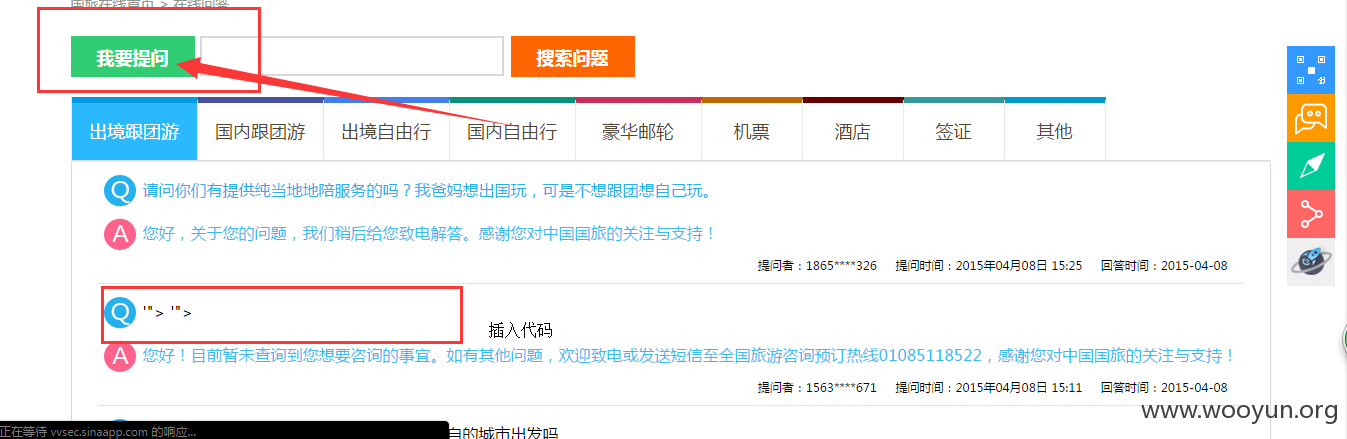 国旅在线首页 > 在线问答
我要提问
搜索问题
出境跟团游 国内跟团游 出境自由行 国内自由行 豪华邮轮 机票 酒店 签证 其他
Q 请问你们有提供纯当地地陪服务的吗？我爸妈想出国玩，可是不想跟团想自己玩。
A 您好，关于您的问题，我们稍后给您致电解答。感谢您对中国国旅的关注与支持！
提问者：1865****326 提问时间：2015年04月08日 15:25 回答时间：2015-04-08
Q '"> '">
插入代码
A 您好！目前暂未查询到您想要咨询的事宜。如有其他问题，欢迎致电或发送短信至全国旅游咨询预订热线01085118522，感谢您对中国国旅的关注与支持！
提问者：1563****671 提问时间：2015年04月08日 15:11 回答时间：2015-04-08
www.wooyun.org
正在等待 vvsec.sinaapp.com 的响应...
自的城市出发吗